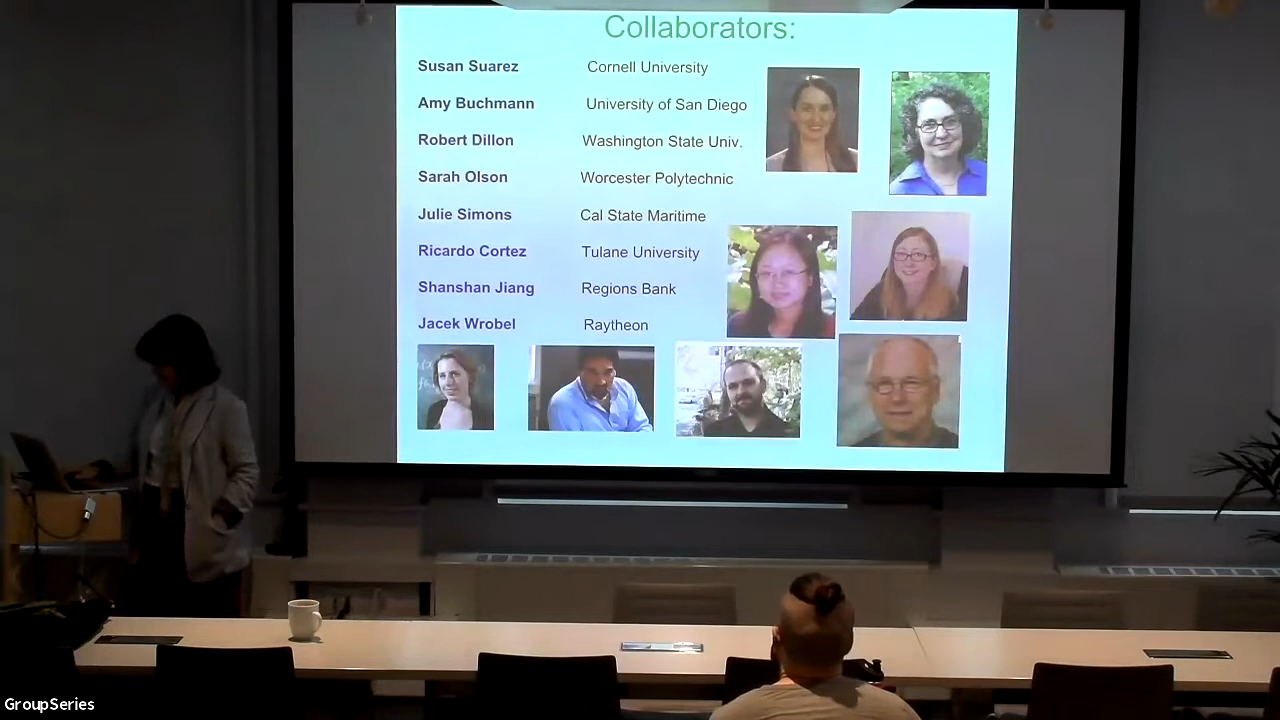 Collaborators:
Susan Suarez Cornell University
Amy Buchmann University of San Diego
Robert Dillon Washington State Univ.
Sarah Olson Worcester Polytechnic
Julie Simons Cal State Maritime
Ricardo Cortez Tulane University
Shanshan Jiang Regions Bank
Jacek Wrobel Raytheon
GroupSeries